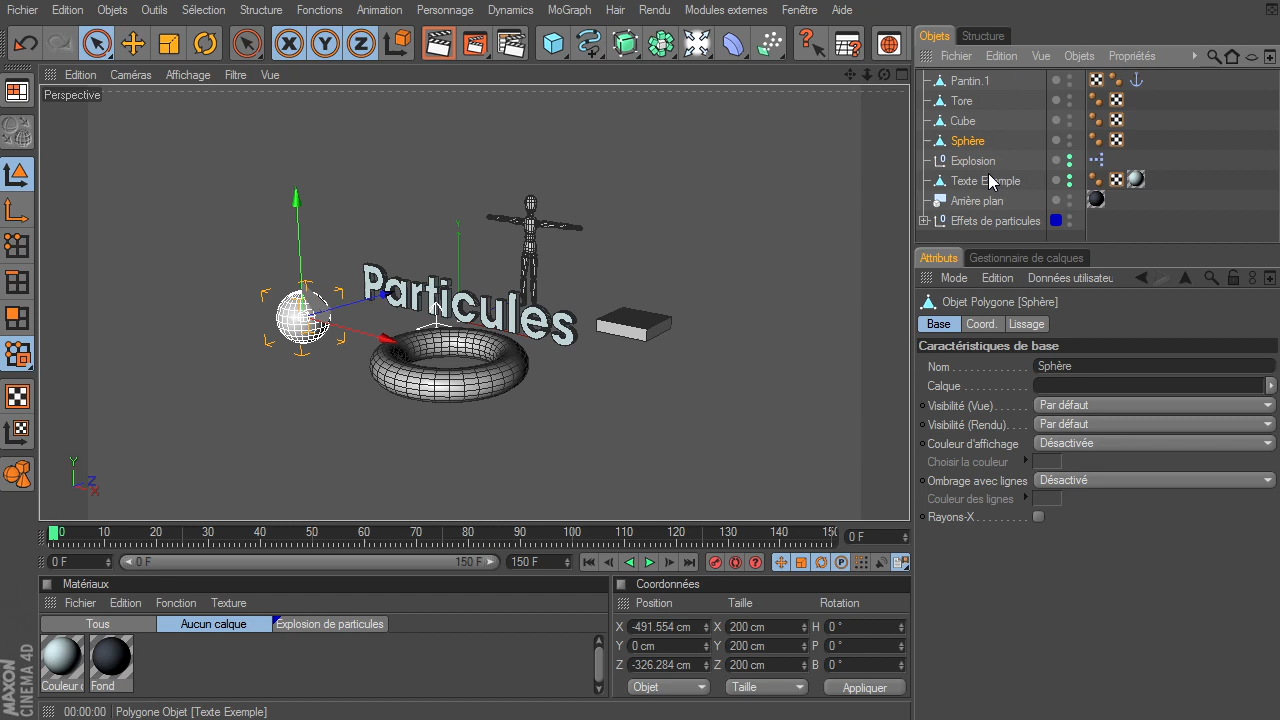 Fichier Edition Objets Outils Sélection Structure Fonctions Animation Personnage Dynamics MoGraph Hair Rendu Modules externes Fenêtre Aide
Objets Structure
Fichier Edition Vue Objets Propriétés
Edition Caméras Affichage Filtre Vue
Perspective
Pantin.1
Tore
Cube
Sphère
Explosion
Texte Exemple
Arrière plan
Effets de particules
Attributs Gestionnaire de calques
Mode Edition Données utilisateu
Objet Polygone [Sphère]
Base Coord. Lissage
Caractéristiques de base
Nom Sphère
Calque
Visibilité (Vue) Par défaut
Visibilité (Rendu) Par défaut
Couleur d'affichage Désactivée
Choisir la couleur
Ombrage avec lignes Désactivé
Couleur des lignes
Rayons-X
Particules
Y
Y
Z
X
0 10 20 30 40 50 60 70 80 90 100 110 120 130 140 15( 0 F
0 F 0 F 150 F 150 F
Matériaux
Fichier Edition Fonction Texture
Tous Aucun calque Explosion de particules
Couleur Fond
Coordonnées
Position Taille Rotation
X -491.554 cm X 200 cm H 0 °
Y 0 cm Y 200 cm P 0 °
Z -326.284 cm Z 200 cm B 0 °
Objet Taille Appliquer
MAXON
CINEMA 4D
00:00:00 Polygone Objet [Texte Exemple]